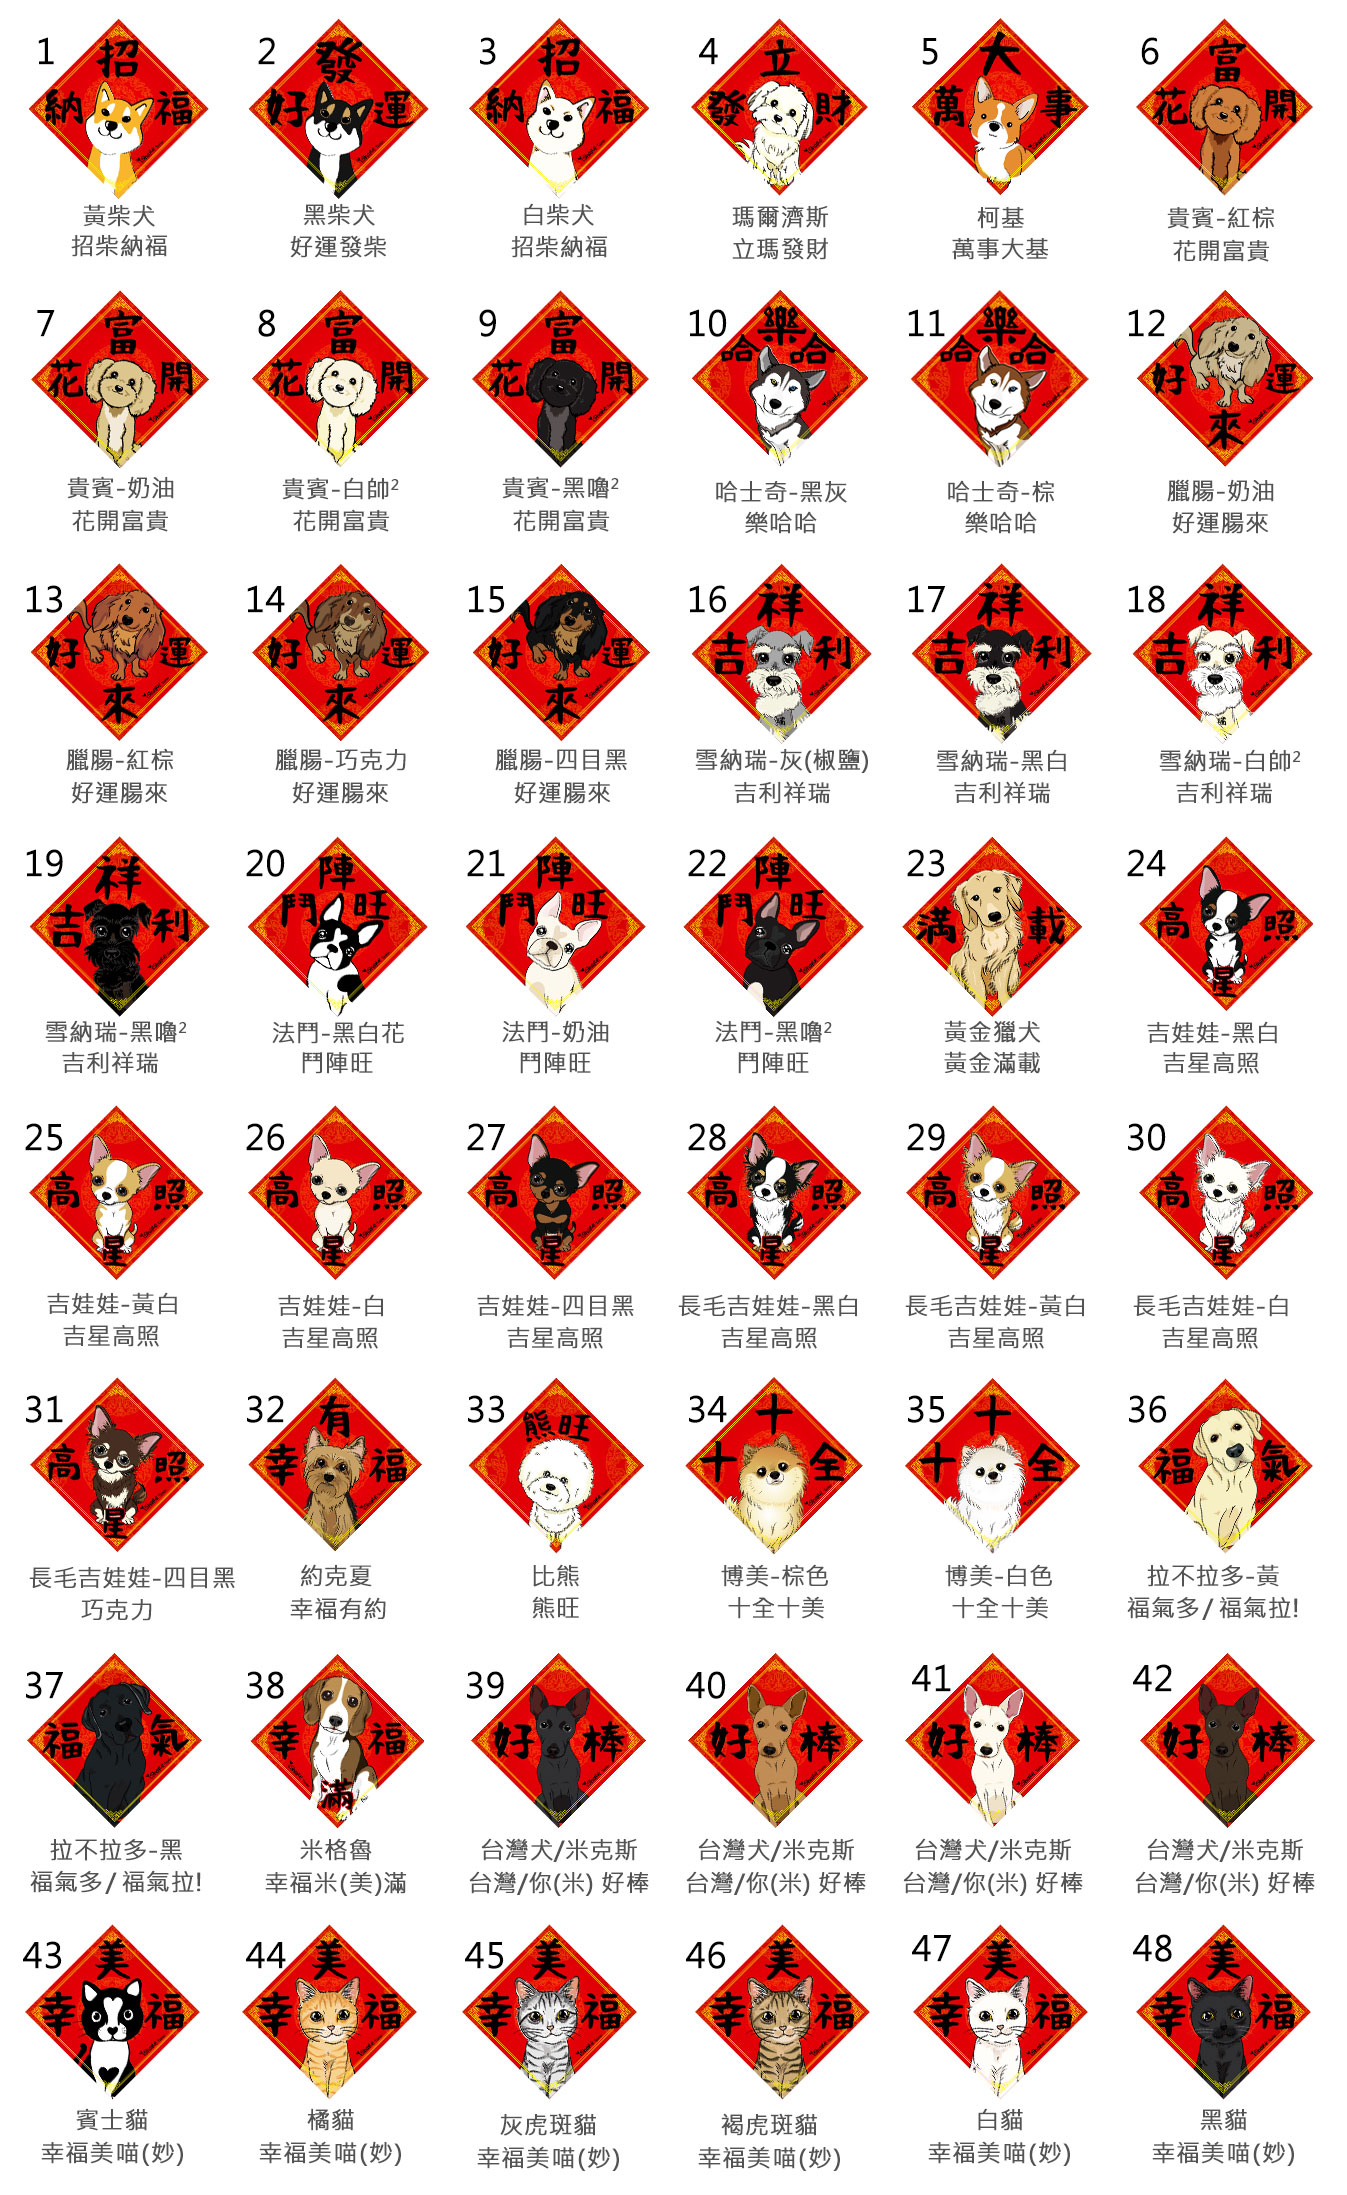 1 招 納 福
黃柴犬
招柴納福
2 發 好 運
黑柴犬
好運發柴
3 招 納 福
白柴犬
招柴納福
4 立 發 財
瑪爾濟斯
立瑪發財
5 大 萬 事
柯基
萬事大基
6 富 花 開
貴賓-紅棕
花開富貴
7 富 花 開
貴賓-奶油
花開富貴
8 富 花 開
貴賓-白帥²
花開富貴
9 富 花 開
貴賓-黑嚕²
花開富貴
10 樂 哈 哈
哈士奇-黑灰
樂哈哈
11 樂 哈 哈
哈士奇-棕
樂哈哈
12 好 運 來
臘腸-奶油
好運腸來
13 好 運 來
臘腸-紅棕
好運腸來
14 好 運 來
臘腸-巧克力
好運腸來
15 好 運 來
臘腸-四目黑
好運腸來
16 祥 吉 利
雪納瑞-灰(椒鹽)
吉利祥瑞
17 祥 吉 利
雪納瑞-黑白
吉利祥瑞
18 祥 吉 利
雪納瑞-白帥²
吉利祥瑞
19 祥 吉 利
雪納瑞-黑嚕²
吉利祥瑞
20 陣 鬥 旺
法鬥-黑白花
鬥陣旺
21 陣 鬥 旺
法鬥-奶油
鬥陣旺
22 陣 鬥 旺
法鬥-黑嚕²
鬥陣旺
23 滿 載
黃金獵犬
黃金滿載
24 高 照 星
吉娃娃-黑白
吉星高照
25 高 照 星
吉娃娃-黃白
吉星高照
26 高 照 星
吉娃娃-白
吉星高照
27 高 照 星
吉娃娃-四目黑
吉星高照
28 高 照 星
長毛吉娃娃-黑白
吉星高照
29 高 照 星
長毛吉娃娃-黃白
吉星高照
30 高 照 星
長毛吉娃娃-白
吉星高照
31 高 照 星
長毛吉娃娃-四目黑
巧克力
32 有 幸 福
約克夏
幸福有約
33 熊旺
比熊
熊旺
34 十 十 全
博美-棕色
十全十美
35 十 十 全
博美-白色
十全十美
36 福 氣
拉不拉多-黃
福氣多/福氣拉!
37 福 氣
拉不拉多-黑
福氣多/福氣拉!
38 幸 福 滿
米格魯
幸福米(美)滿
39 好 棒
台灣犬/米克斯
台灣/你(米) 好棒
40 好 棒
台灣犬/米克斯
台灣/你(米) 好棒
41 好 棒
台灣犬/米克斯
台灣/你(米) 好棒
42 好 棒
台灣犬/米克斯
台灣/你(米) 好棒
43 美 幸 福
賓士貓
幸福美喵(妙)
44 美 幸 福
橘貓
幸福美喵(妙)
45 美 幸 福
灰虎斑貓
幸福美喵(妙)
46 美 幸 福
褐虎斑貓
幸福美喵(妙)
47 美 幸 福
白貓
幸福美喵(妙)
48 美 幸 福
黑貓
幸福美喵(妙)